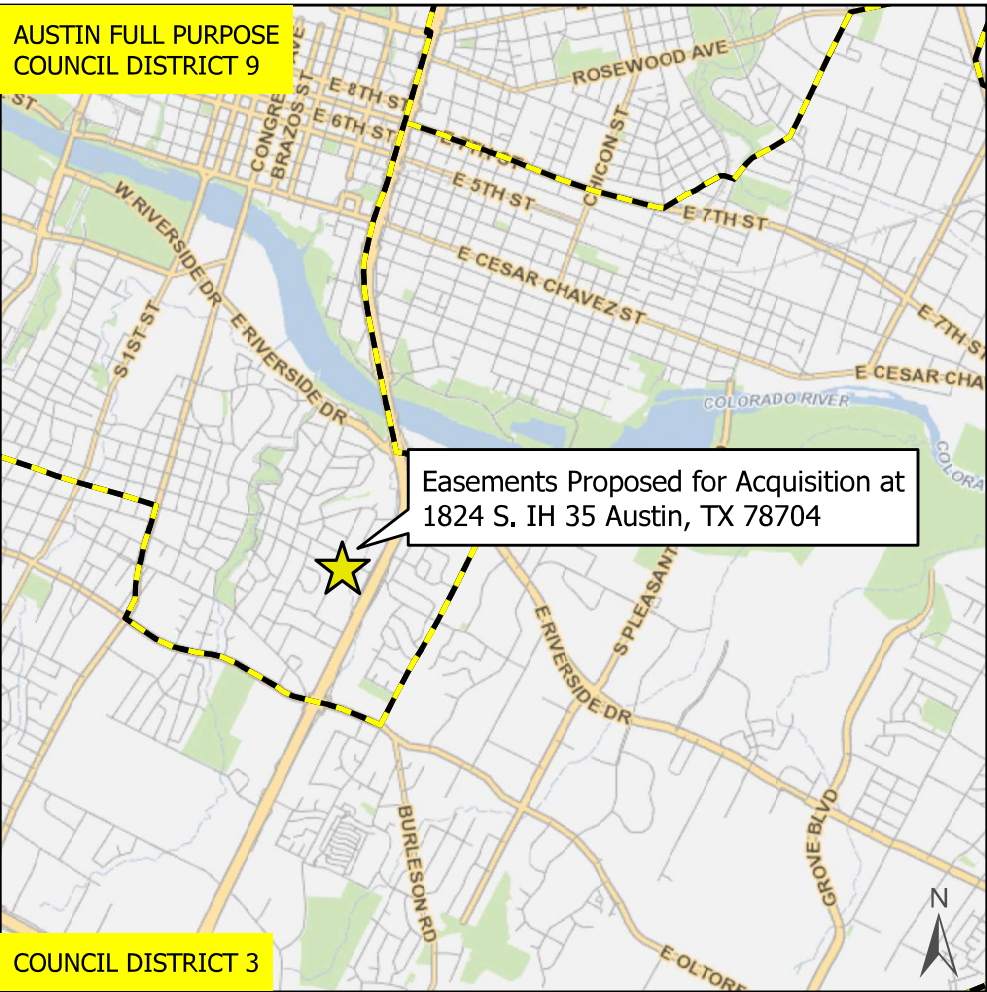 AUSTIN FULL PURPOSE
COUNCIL DISTRICT 9
ROSEWOOD AVE
E 8TH ST
E 6TH ST
BRAZOS ST
E 7TH ST
CHICON ST
E 5TH ST
E 7TH ST
W RIVERSIDE DR
E CESAR CHAVEZ ST
S 1ST ST
E RIVERSIDE DR
E 7TH ST
E CESAR CHA
COLORADO RIVER
COLORA
Easements Proposed for Acquisition at
1824 S. IH 35 Austin, TX 78704
S PLEASANT
E RIVERSIDE DR
BURLESON RD
GROVE BLVD
E OLTORF
N
COUNCIL DISTRICT 3